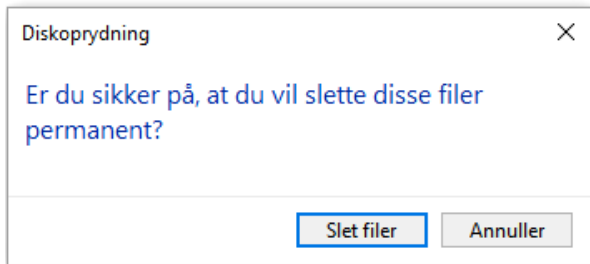 Diskoprydning
Er du sikker på, at du vil slette disse filer
permanent?
Slet filer
Annuller